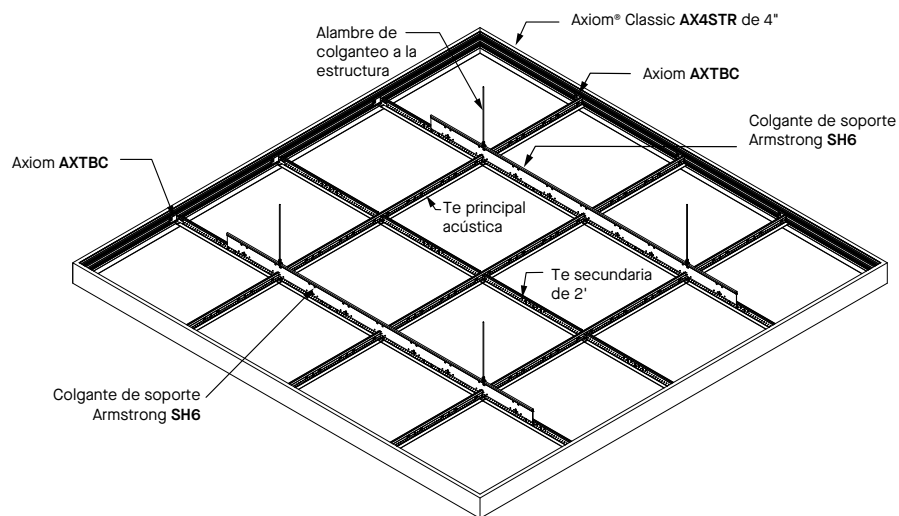 Axiom® Classic AX4STR de 4"
Alambre de
colganteo a la
estructura
Axiom AXTBC
Colgante de soporte
Armstrong SH6
Axiom AXTBC
Te principal
acústica
Te secundaria
de 2'
Colgante de soporte
Armstrong SH6